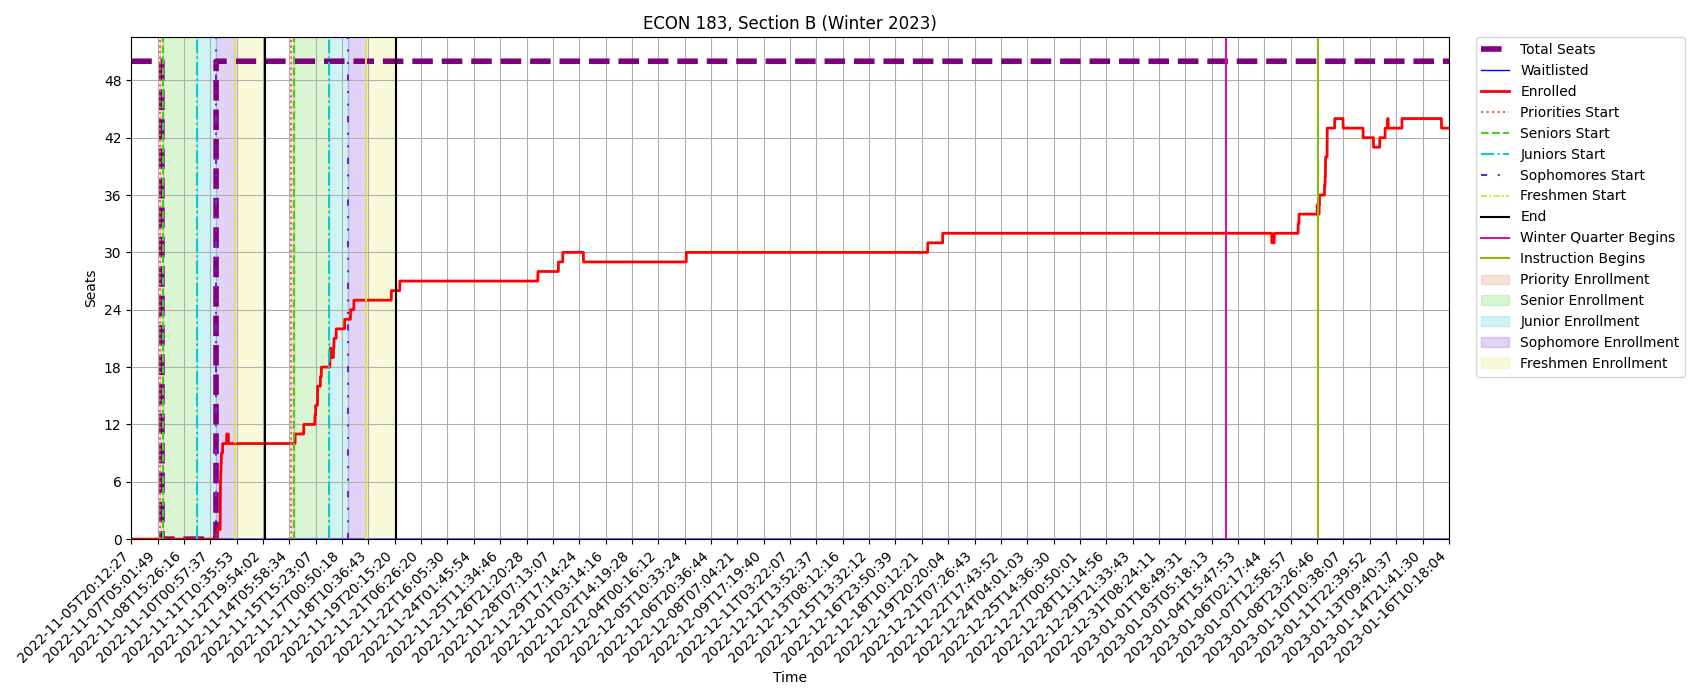 ECON 183, Section B (Winter 2023)
Seats
48
42
36
30
24
18
12
6
0
2022-11-05T20:12:27
2022-11-07T05:01:49
2022-11-08T15:26:16
2022-11-10T00:57:37
2022-11-11T10:35:53
2022-11-12T19:54:02
2022-11-14T05:58:34
2022-11-15T15:23:07
2022-11-17T00:50:18
2022-11-18T10:36:43
2022-11-19T20:15:20
2022-11-21T06:26:20
2022-11-22T16:05:30
2022-11-24T01:45:54
2022-11-25T11:34:46
2022-11-26T21:20:28
2022-11-28T07:13:07
2022-11-29T17:14:24
2022-12-01T03:14:16
2022-12-02T14:19:28
2022-12-04T00:16:12
2022-12-05T10:33:24
2022-12-06T20:36:44
2022-12-08T07:04:21
2022-12-09T17:19:40
2022-12-11T03:22:07
2022-12-12T13:52:37
2022-12-13T08:12:16
2022-12-15T13:32:12
2022-12-16T23:50:39
2022-12-18T10:12:21
2022-12-19T20:20:04
2022-12-21T07:26:43
2022-12-22T17:43:52
2022-12-24T04:01:03
2022-12-25T14:36:30
2022-12-27T00:50:01
2022-12-28T11:14:56
2022-12-29T21:33:43
2022-12-31T08:24:11
2023-01-01T18:49:31
2023-01-03T05:18:13
2023-01-04T15:47:53
2023-01-06T02:17:44
2023-01-07T12:58:57
2023-01-08T23:26:46
2023-01-10T10:38:07
2023-01-11T22:39:52
2023-01-13T09:40:37
2023-01-14T21:41:30
2023-01-16T10:18:04
Time
Total Seats
Waitlisted
Enrolled
Priorities Start
Seniors Start
Juniors Start
Sophomores Start
Freshmen Start
End
Winter Quarter Begins
Instruction Begins
Priority Enrollment
Senior Enrollment
Junior Enrollment
Sophomore Enrollment
Freshmen Enrollment